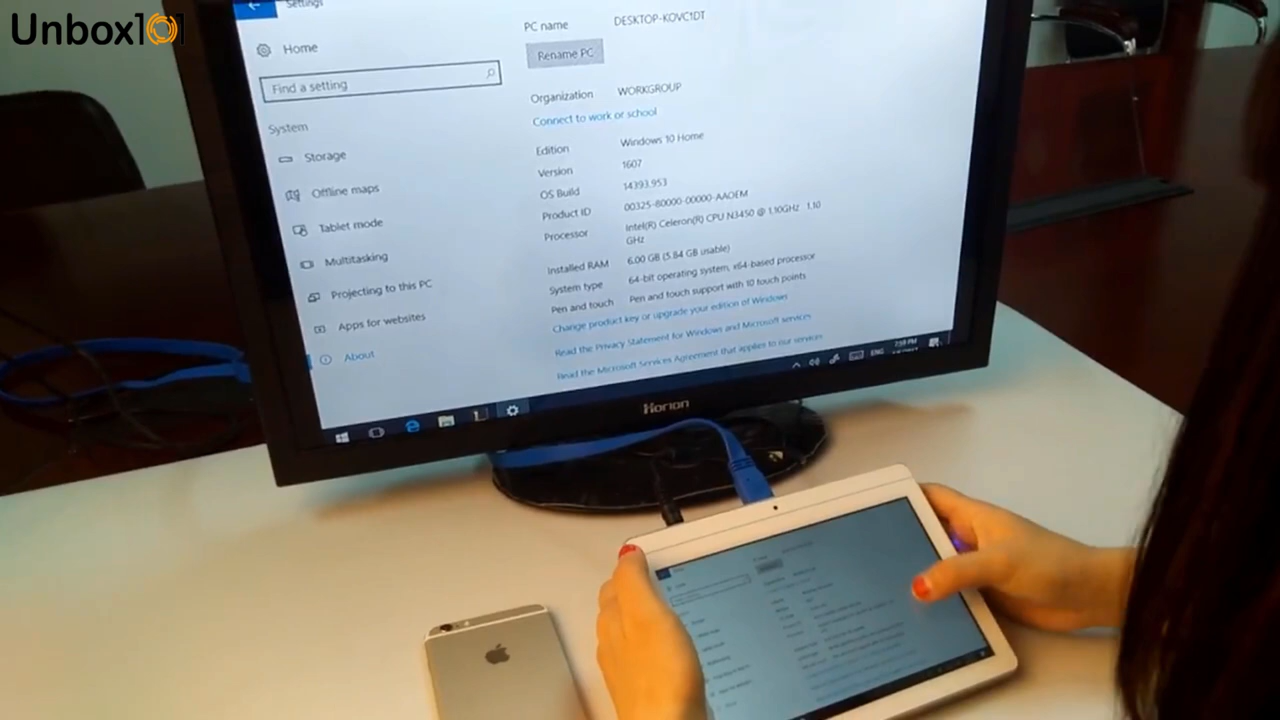 Unbox101
Settings
Home
Find a setting
System
Storage
Offline maps
Tablet mode
Multitasking
Projecting to this PC
Apps for websites
About
PC name DESKTOP-KOVC1DT
Rename PC
Organization WORKGROUP
Connect to work or school
Edition Windows 10 Home
Version 1607
OS Build 14393.953
Product ID 00325-80000-00000-AAOEM
Processor Intel(R) Celeron(R) CPU N3450 @ 1.10GHz 1.10
GHz
Installed RAM 6.00 GB (5.84 GB usable)
System type 64-bit operating system, x64-based processor
Pen and touch Pen and touch support with 10 touch points
Change product key or upgrade your edition of Windows
Read the Privacy Statement for Windows and Microsoft services
Read the Microsoft Services Agreement that applies to our services
ENG 7:59 PM
Horion